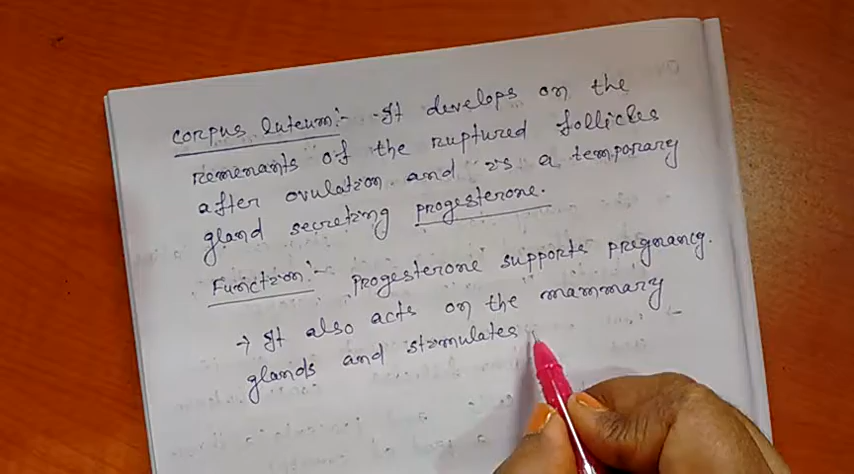 Corpus luteum:- It develops on the
remenants of the ruptured follicles
after ovulation and is a temporary
gland secreting progesterone.
Function:- progesterone supports pregnancy.
→ It also acts on the mammary
glands and stimulates